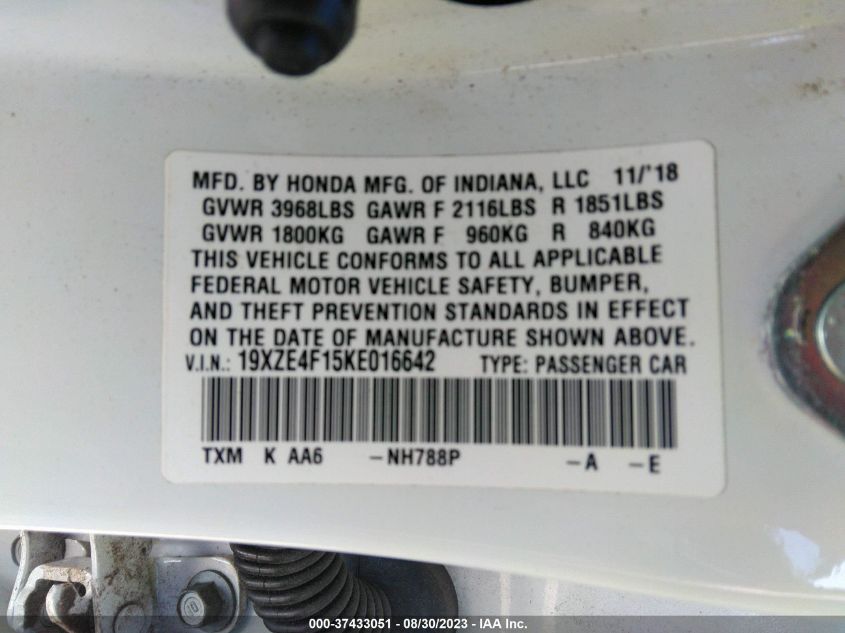 MFD. BY HONDA MFG. OF INDIANA, LLC 11/'18
GVWR 3968LBS GAWR F 2116LBS R 1851LBS
GVWR 1800KG GAWR F 960KG R 840KG
THIS VEHICLE CONFORMS TO ALL APPLICABLE
FEDERAL MOTOR VEHICLE SAFETY, BUMPER,
AND THEFT PREVENTION STANDARDS IN EFFECT
ON THE DATE OF MANUFACTURE SHOWN ABOVE.
V.I.N.: 19XZE4F15KE016642 TYPE: PASSENGER CAR
TXM K AA6 -NH788P -A -E
10
000-37433051 - 08/30/2023 - IAA Inc.